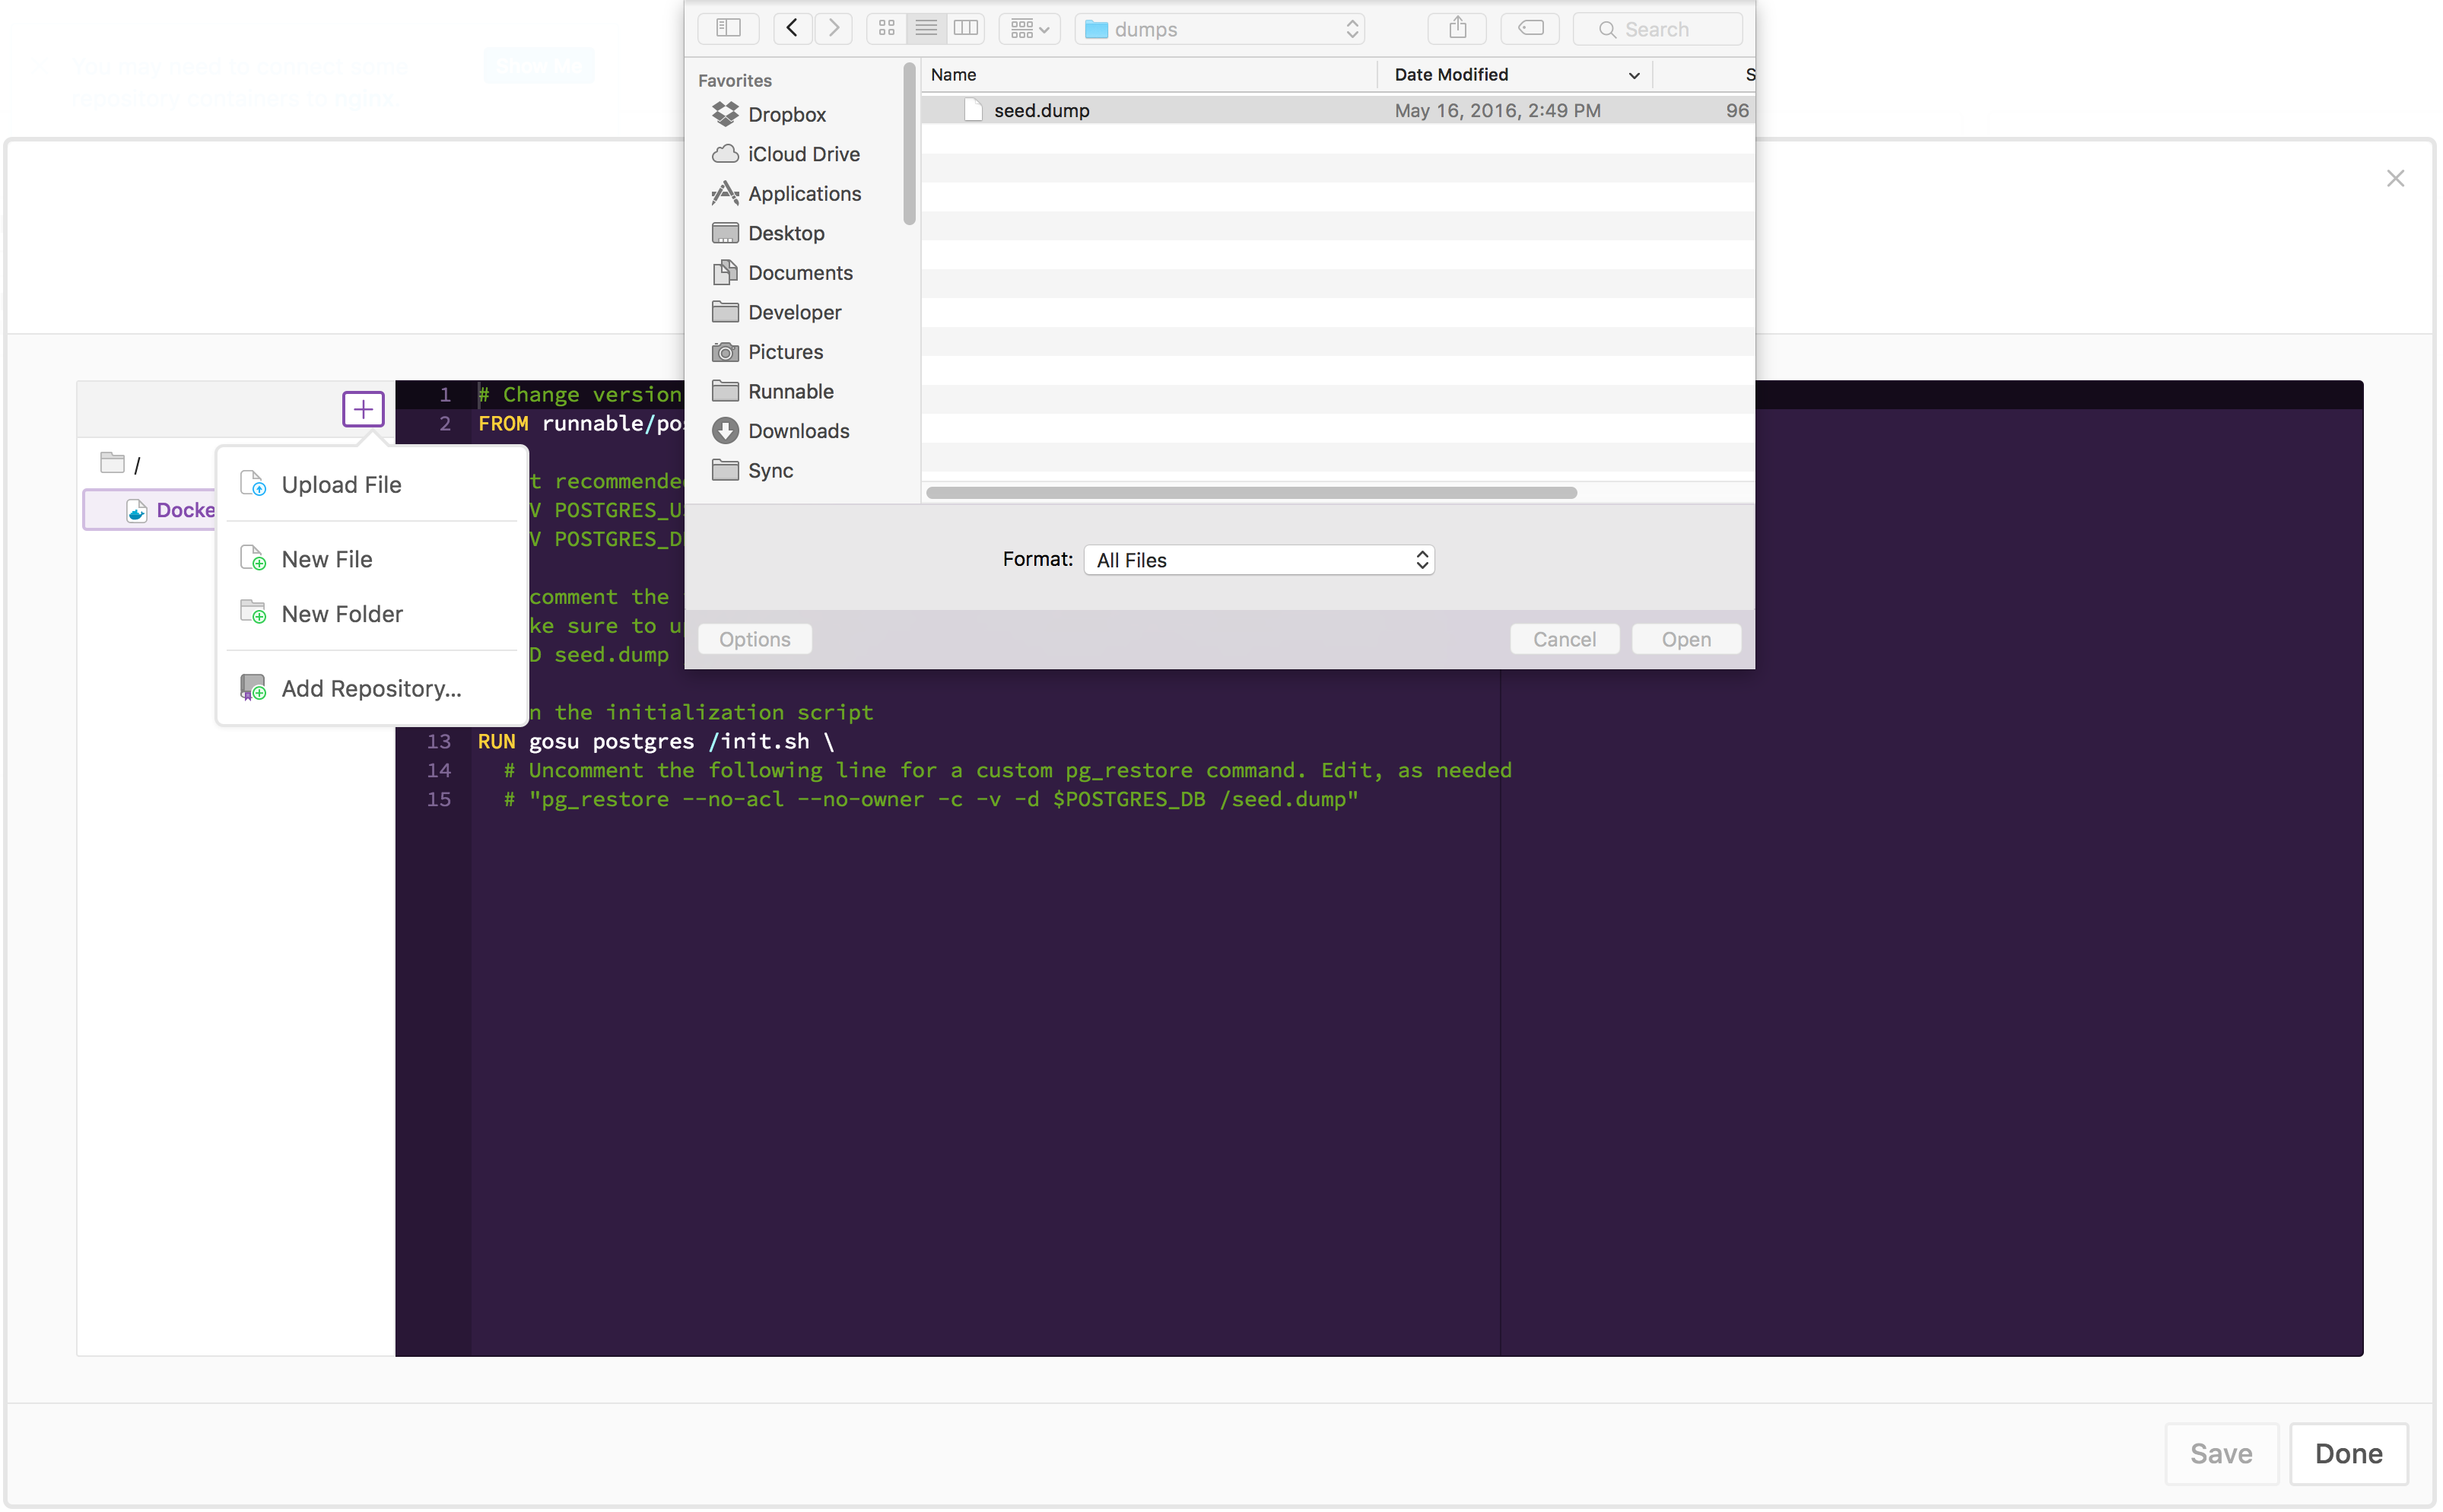 You may need to connect some
repository containers to nginx.
dumps
Search
Favorites
Dropbox
iCloud Drive
Applications
Desktop
Documents
Developer
Pictures
Runnable
Downloads
Sync
Name Date Modified S
seed.dump May 16, 2016, 2:49 PM 96
Format: All Files
Options Cancel Open
/
Docke
Upload File
New File
New Folder
Add Repository...
1 # Change version
2 FROM runnable/pos
t recommended
V POSTGRES_U
V POSTGRES_D
comment the
ke sure to u
D seed.dump
n the initialization script
13 RUN gosu postgres /init.sh \
14 # Uncomment the following line for a custom pg_restore command. Edit, as needed
15 # "pg_restore --no-acl --no-owner -c -v -d $POSTGRES_DB /seed.dump"
Save Done